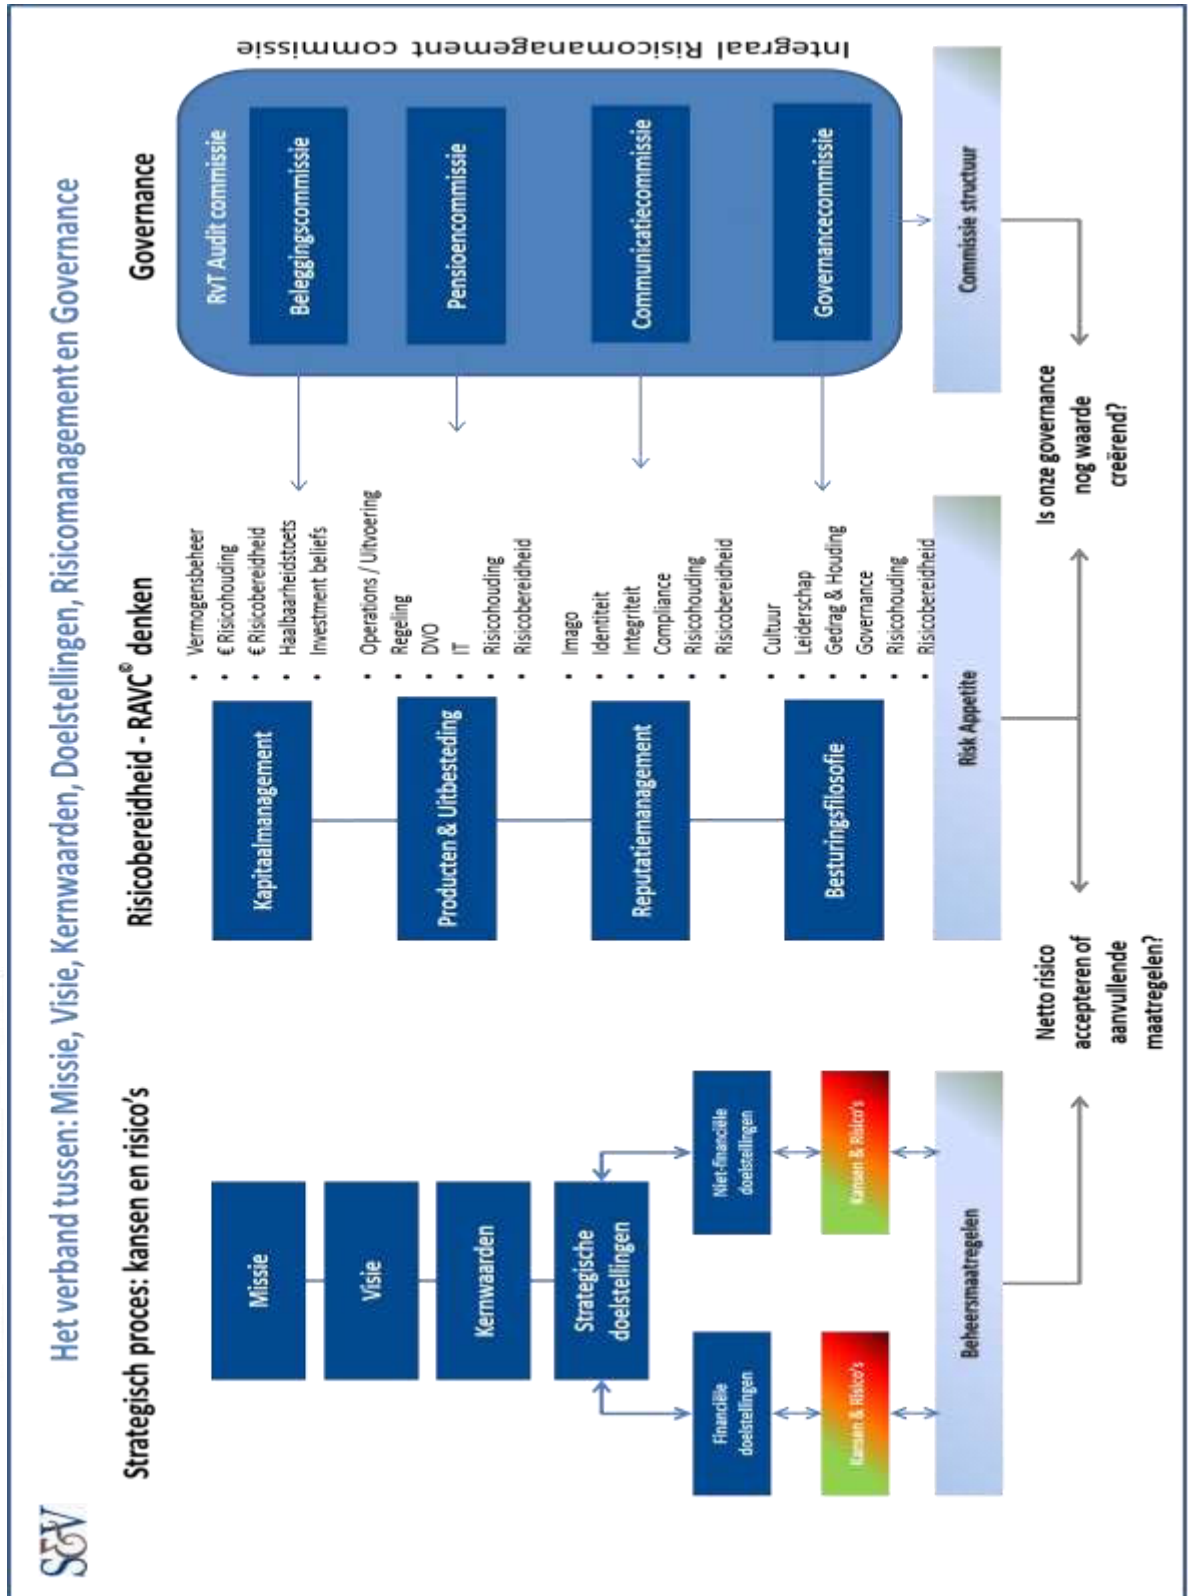 S&V
Het verband tussen: Missie, Visie, Kernwaarden, Doelstellingen, Risicomanagement en Governance
Strategisch proces: kansen en risico's
Missie
Visie
Kernwaarden
Strategische
doelstellingen
Financiële
doelstellingen
Niet-financiële
doelstellingen
Kansen & Risico's
Kansen & Risico's
Beheersmaatregelen
Netto risico
accepteren of
aanvullende
maatregelen?
Risicobereidheid - RAVC© denken
Kapitaalmanagement
• Vermogensbeheer
• € Risicohouding
• € Risicobereidheid
• Haalbaarheidstoets
• Investment beliefs
Producten & Uitbesteding
• Operations / Uitvoering
• Regeling
• DVO
• IT
• Risicohouding
• Risicobereidheid
Reputatiemanagement
• Imago
• Identiteit
• Integriteit
• Compliance
• Risicohouding
• Risicobereidheid
Besturingsfilosofie
• Cultuur
• Leiderschap
• Gedrag & Houding
• Governance
• Risicohouding
• Risicobereidheid
Risk Appetite
Is onze governance
nog waarde
creërend?
Governance
RvT Audit commissie
Beleggingscommissie
Pensioencommissie
Communicatiecommissie
Governancecommissie
Integraal Risicomanagement commissie
Commissie structuur